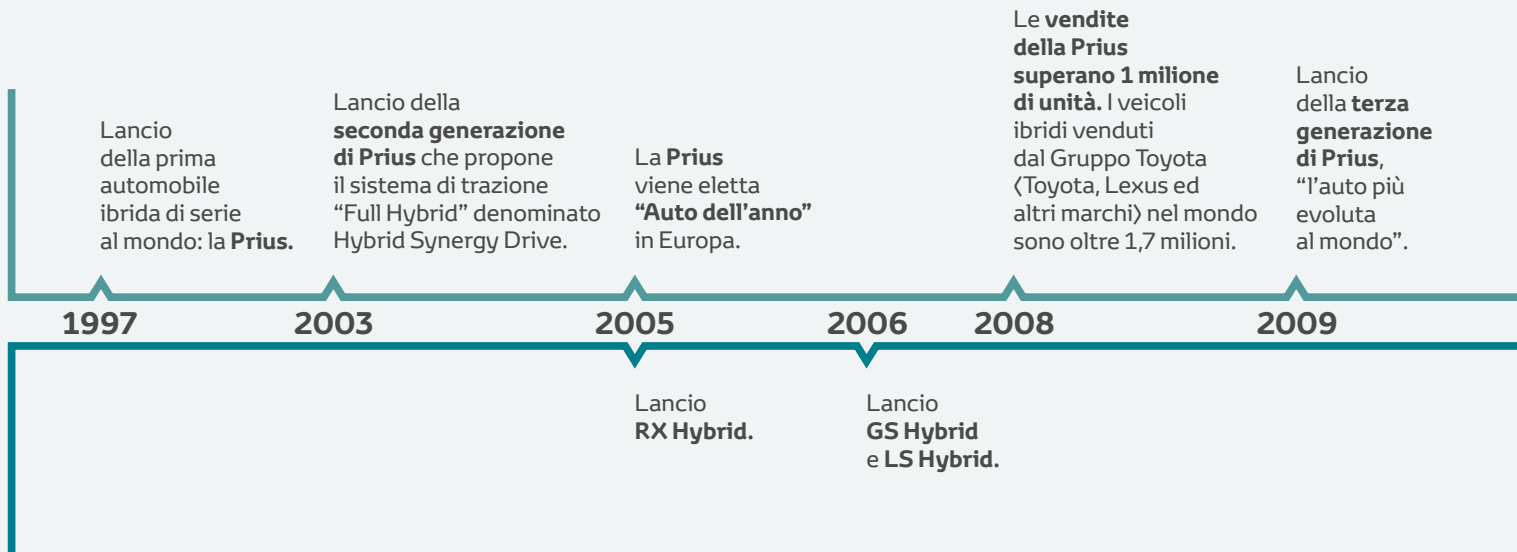 Lancio
della prima
automobile
ibrida di serie
al mondo: la Prius.
Lancio della
seconda generazione
di Prius che propone
il sistema di trazione
“Full Hybrid” denominato
Hybrid Synergy Drive.
La Prius
viene eletta
“Auto dell’anno”
in Europa.
Le vendite
della Prius
superano 1 milione
di unità. I veicoli
ibridi venduti
dal Gruppo Toyota
(Toyota, Lexus ed
altri marchi) nel mondo
sono oltre 1,7 milioni.
Lancio
della terza
generazione
di Prius,
“l’auto più
evoluta
al mondo”.
1997 2003 2005 2006 2008 2009
Lancio
RX Hybrid.
Lancio
GS Hybrid
e LS Hybrid.